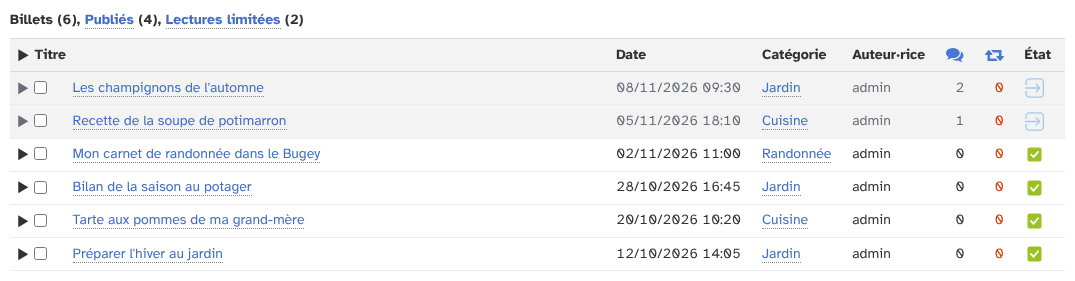 Billets (6), Publiés (4), Lectures limitées (2)
Titre Date Catégorie Auteur·rice État
Les champignons de l'automne 08/11/2026 09:30 Jardin admin 2 0
Recette de la soupe de potimarron 05/11/2026 18:10 Cuisine admin 1 0
Mon carnet de randonnée dans le Bugey 02/11/2026 11:00 Randonnée admin 0 0
Bilan de la saison au potager 28/10/2026 16:45 Jardin admin 0 0
Tarte aux pommes de ma grand-mère 20/10/2026 10:20 Cuisine admin 0 0
Préparer l'hiver au jardin 12/10/2026 14:05 Jardin admin 0 0